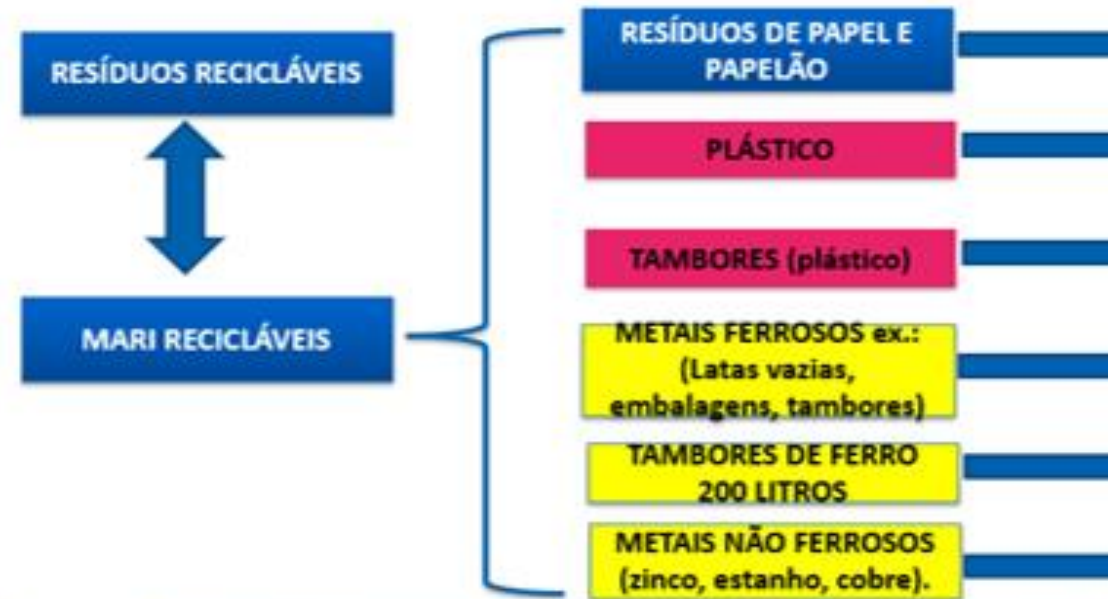 RESÍDUOS RECICLÁVEIS
MARI RECICLÁVEIS
RESÍDUOS DE PAPEL E
PAPELÃO
PLÁSTICO
TAMBORES (plástico)
METAIS FERROSOS ex.:
(Latas vazias,
embalagens, tambores)
TAMBORES DE FERRO
200 LITROS
METAIS NÃO FERROSOS
(zinco, estanho, cobre).